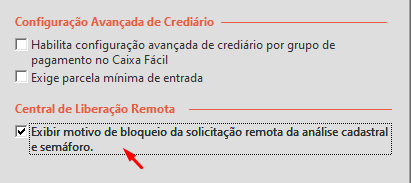 Configuração Avançada de Crediário
Habilita configuração avançada de crediário por grupo de
pagamento no Caixa Fácil
Exige parcela mínima de entrada
Central de Liberação Remota
Exibir motivo de bloqueio da solicitação remota da análise cadastral
e semáforo.